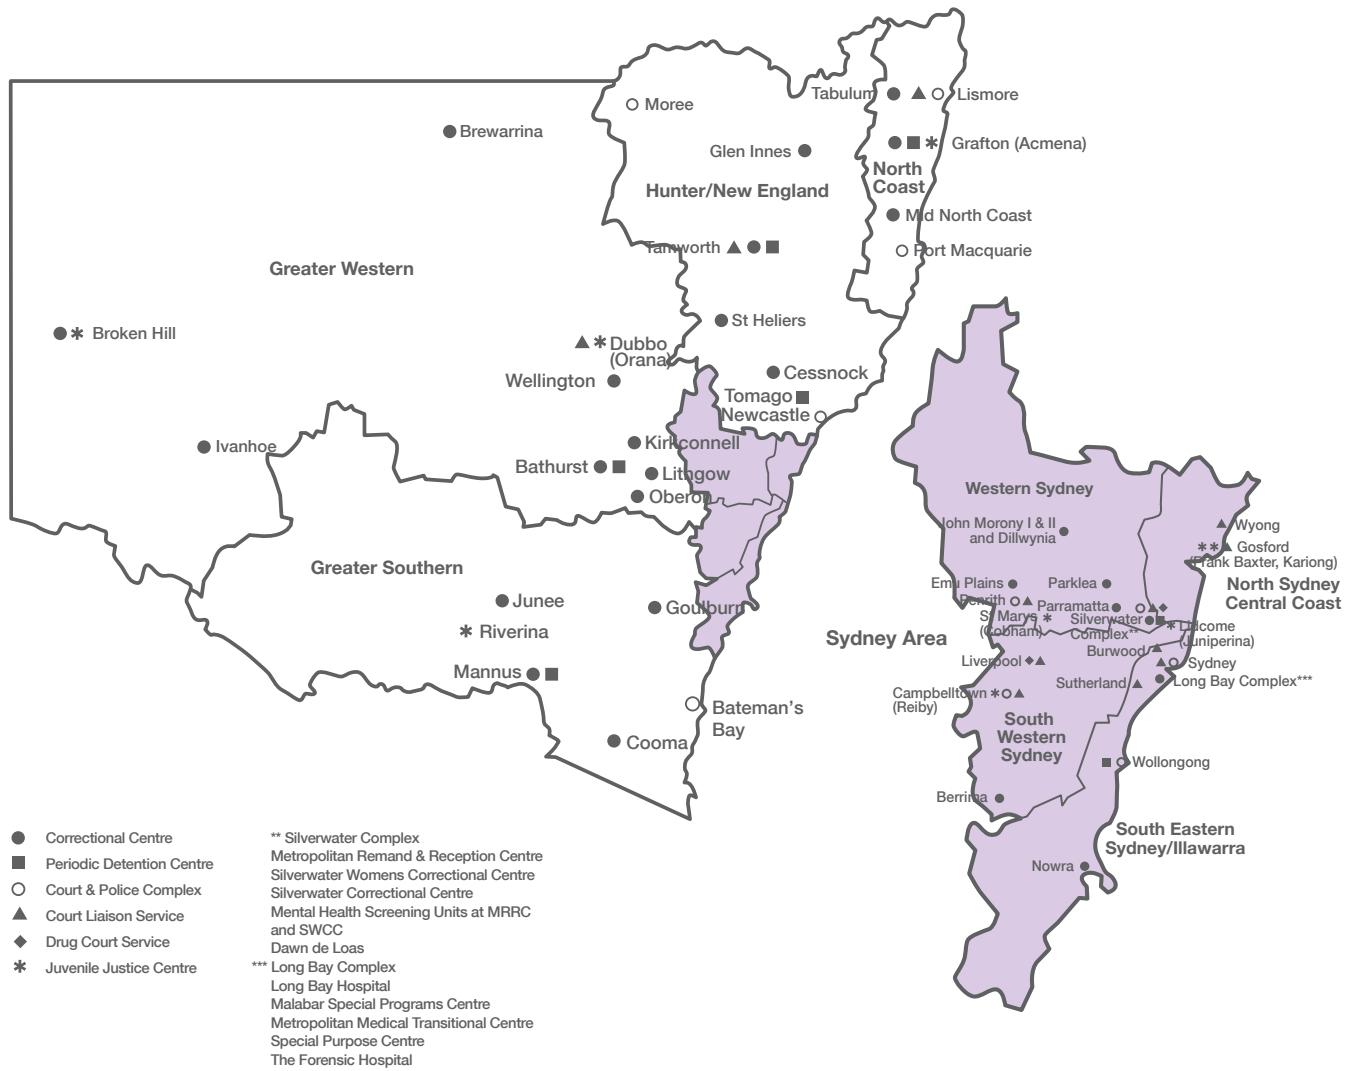 Tabulum
Lismore
Moree
Brewarrina
Grafton (Acmena)
Glen Innes
North
Coast
Hunter/New England
Mid North Coast
Tamworth
Port Macquarie
Greater Western
St Heliers
Broken Hill
Dubbo
(Orana)
Cessnock
Wellington
Tomago
Newcastle
Kirkconnell
Ivanhoe
Bathurst
Lithgow
Oberon
Western Sydney
John Morony I & II
and Dillwynia
Wyong
Gosford
(Frank Baxter, Kariong)
Greater Southern
Emu Plains
Parklea
North Sydney
Central Coast
Junee
Goulburn
Penrith
Parramatta
St Marys
(Cobham)
Silverwater
Complex**
Lidcome
(Juniperina)
Riverina
Sydney Area
Burwood
Liverpool
Sydney
Mannus
Sutherland
Long Bay Complex***
Campbelltown
(Reiby)
Bateman’s
Bay
South
Western
Sydney
Cooma
Wollongong
Berrima
South Eastern
Sydney/Illawarra
Nowra
Correctional Centre
Periodic Detention Centre
Court & Police Complex
Court Liaison Service
Drug Court Service
Juvenile Justice Centre
** Silverwater Complex
Metropolitan Remand & Reception Centre
Silverwater Womens Correctional Centre
Silverwater Correctional Centre
Mental Health Screening Units at MRRC
and SWCC
Dawn de Loas
*** Long Bay Complex
Long Bay Hospital
Malabar Special Programs Centre
Metropolitan Medical Transitional Centre
Special Purpose Centre
The Forensic Hospital